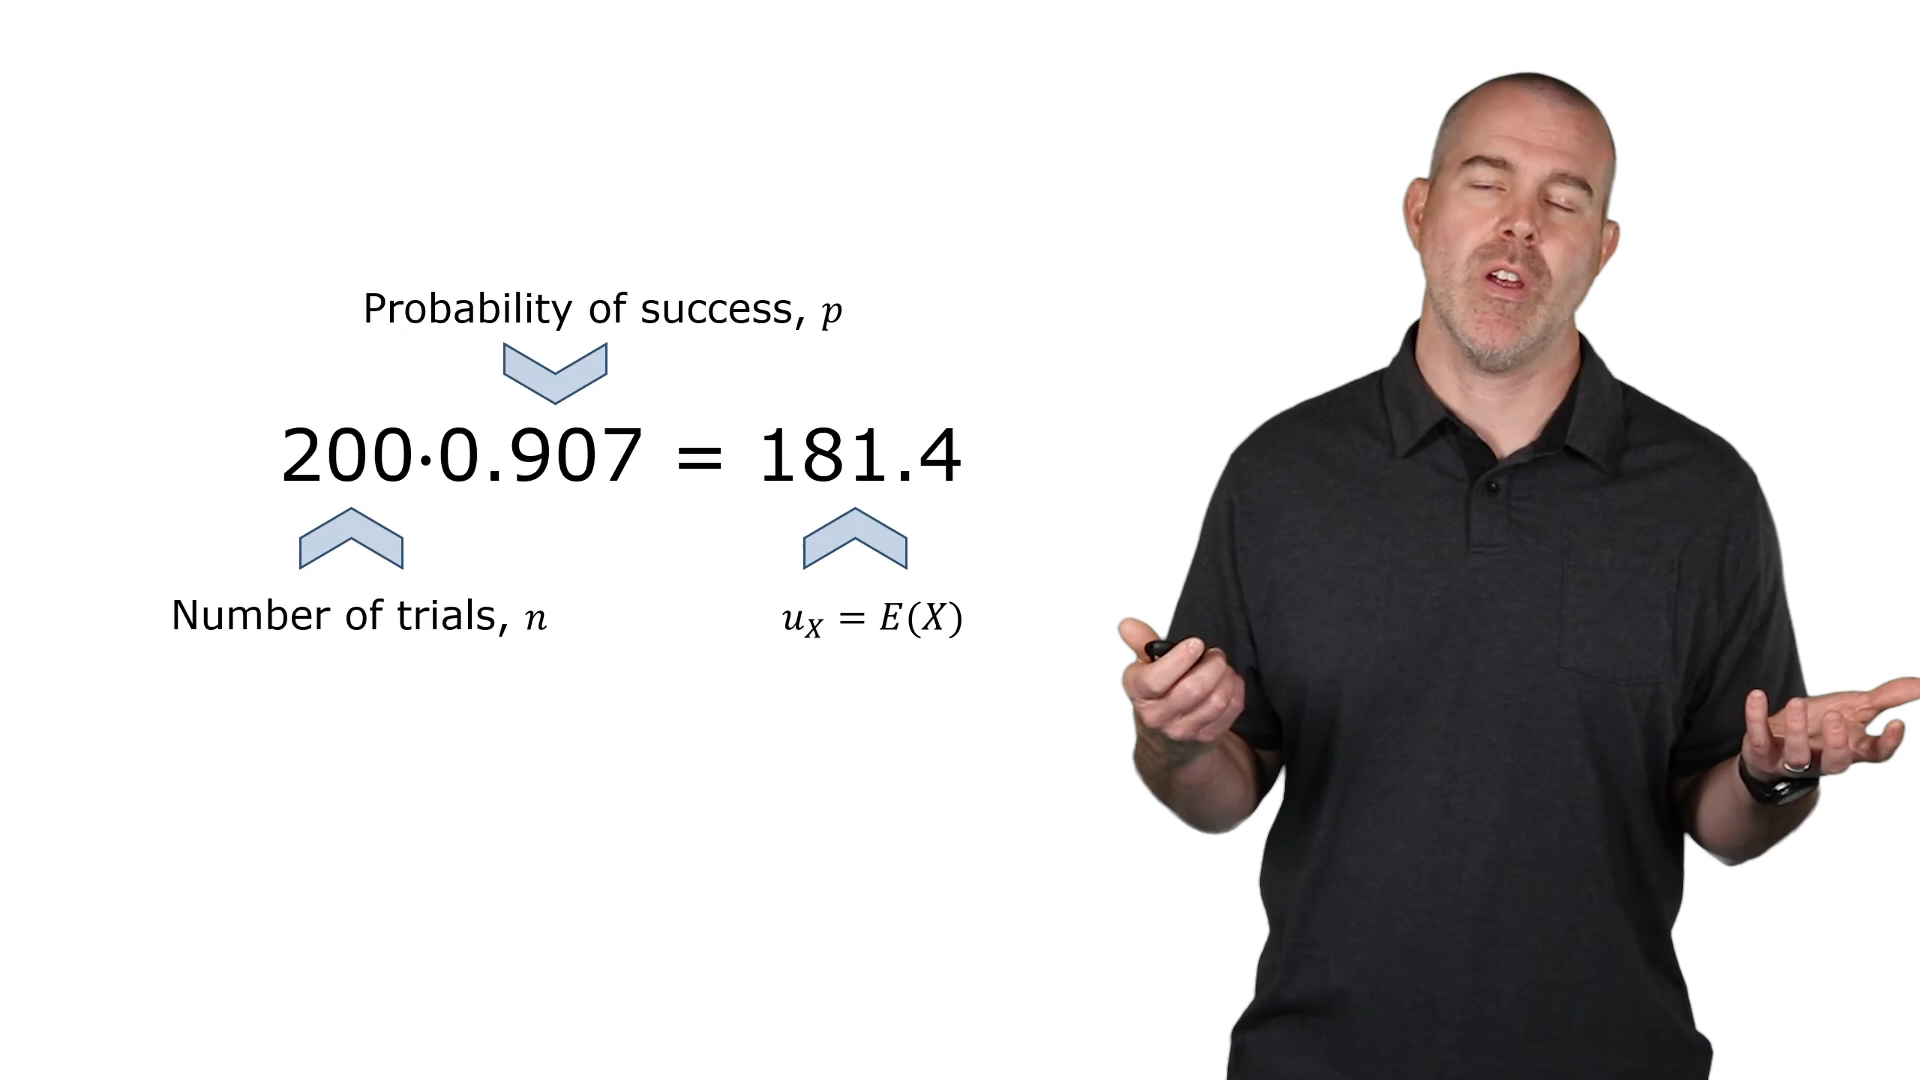 Probability of success, p
200·0.907 = 181.4
Number of trials, n
u_X = E(X)